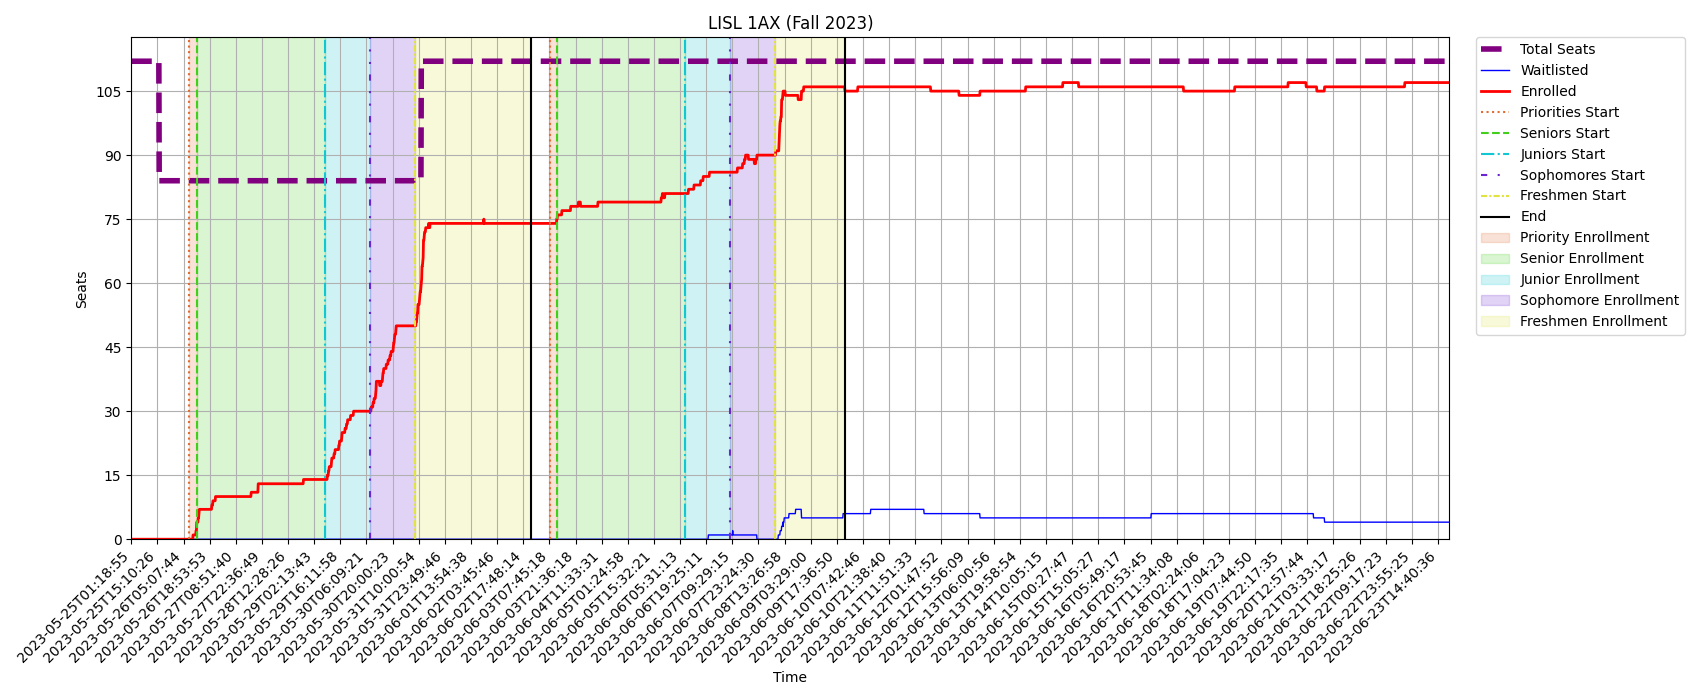 LISL 1AX (Fall 2023)
Total Seats
Waitlisted
Enrolled
Priorities Start
Seniors Start
Juniors Start
Sophomores Start
Freshmen Start
End
Priority Enrollment
Senior Enrollment
Junior Enrollment
Sophomore Enrollment
Freshmen Enrollment
Seats
105
90
75
60
45
30
15
0
2023-05-25T01:18:55
2023-05-25T15:10:26
2023-05-26T05:07:44
2023-05-26T18:53:53
2023-05-27T08:51:40
2023-05-27T22:36:49
2023-05-28T12:28:26
2023-05-29T02:13:43
2023-05-29T16:11:58
2023-05-30T06:09:21
2023-05-30T20:00:23
2023-05-31T10:00:54
2023-05-31T23:49:46
2023-06-01T13:54:38
2023-06-02T03:45:46
2023-06-02T17:48:14
2023-06-03T07:45:18
2023-06-03T21:36:18
2023-06-04T11:33:31
2023-06-05T01:24:58
2023-06-05T15:32:21
2023-06-06T05:31:13
2023-06-06T19:25:11
2023-06-07T09:29:15
2023-06-07T23:24:30
2023-06-08T13:26:58
2023-06-09T03:29:00
2023-06-09T17:36:50
2023-06-10T07:42:46
2023-06-10T21:38:40
2023-06-11T11:51:33
2023-06-12T01:47:52
2023-06-12T15:56:09
2023-06-13T06:00:56
2023-06-13T19:58:54
2023-06-14T10:05:15
2023-06-15T00:27:47
2023-06-15T15:05:27
2023-06-16T05:49:17
2023-06-16T20:53:45
2023-06-17T11:34:08
2023-06-18T02:24:06
2023-06-18T17:04:23
2023-06-19T07:44:50
2023-06-19T22:17:35
2023-06-20T12:57:44
2023-06-21T03:33:17
2023-06-21T18:25:26
2023-06-22T09:17:23
2023-06-22T23:55:25
2023-06-23T14:40:36
Time